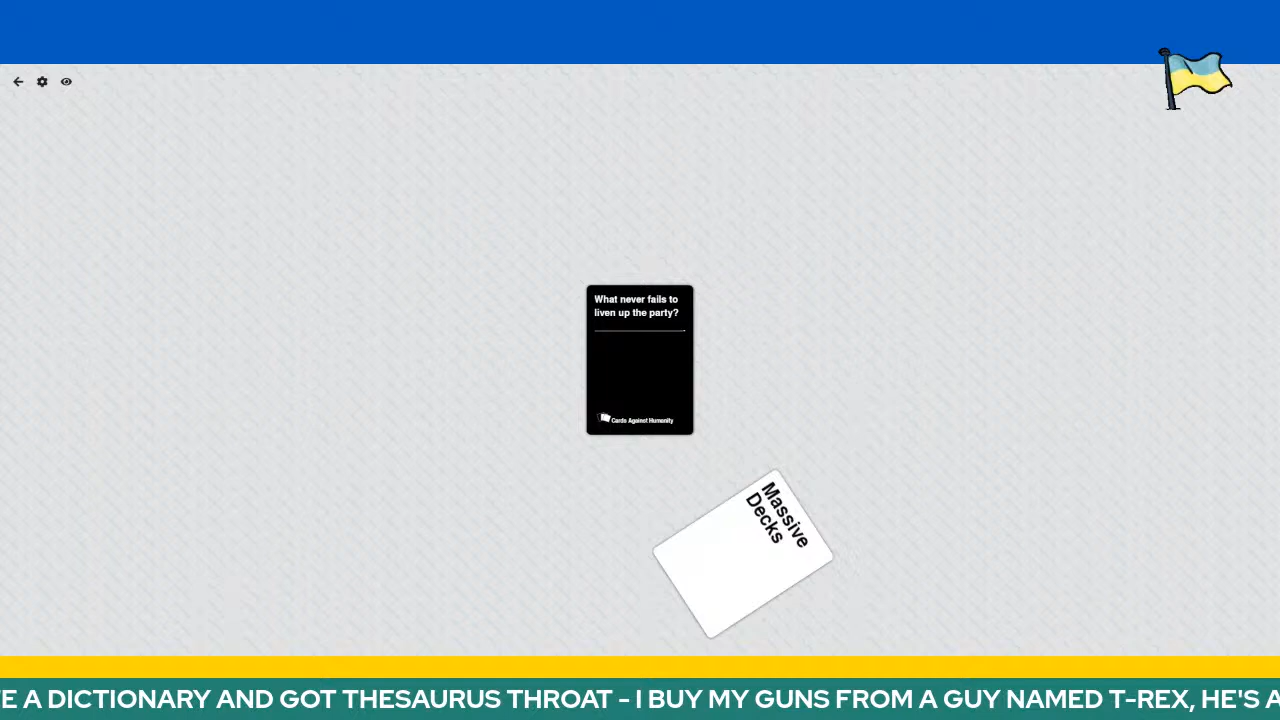 What never fails to
liven up the party?
Cards Against Humanity
Massive
Decks
A DICTIONARY AND GOT THESAURUS THROAT - I BUY MY GUNS FROM A GUY NAMED T-REX, HE'S A